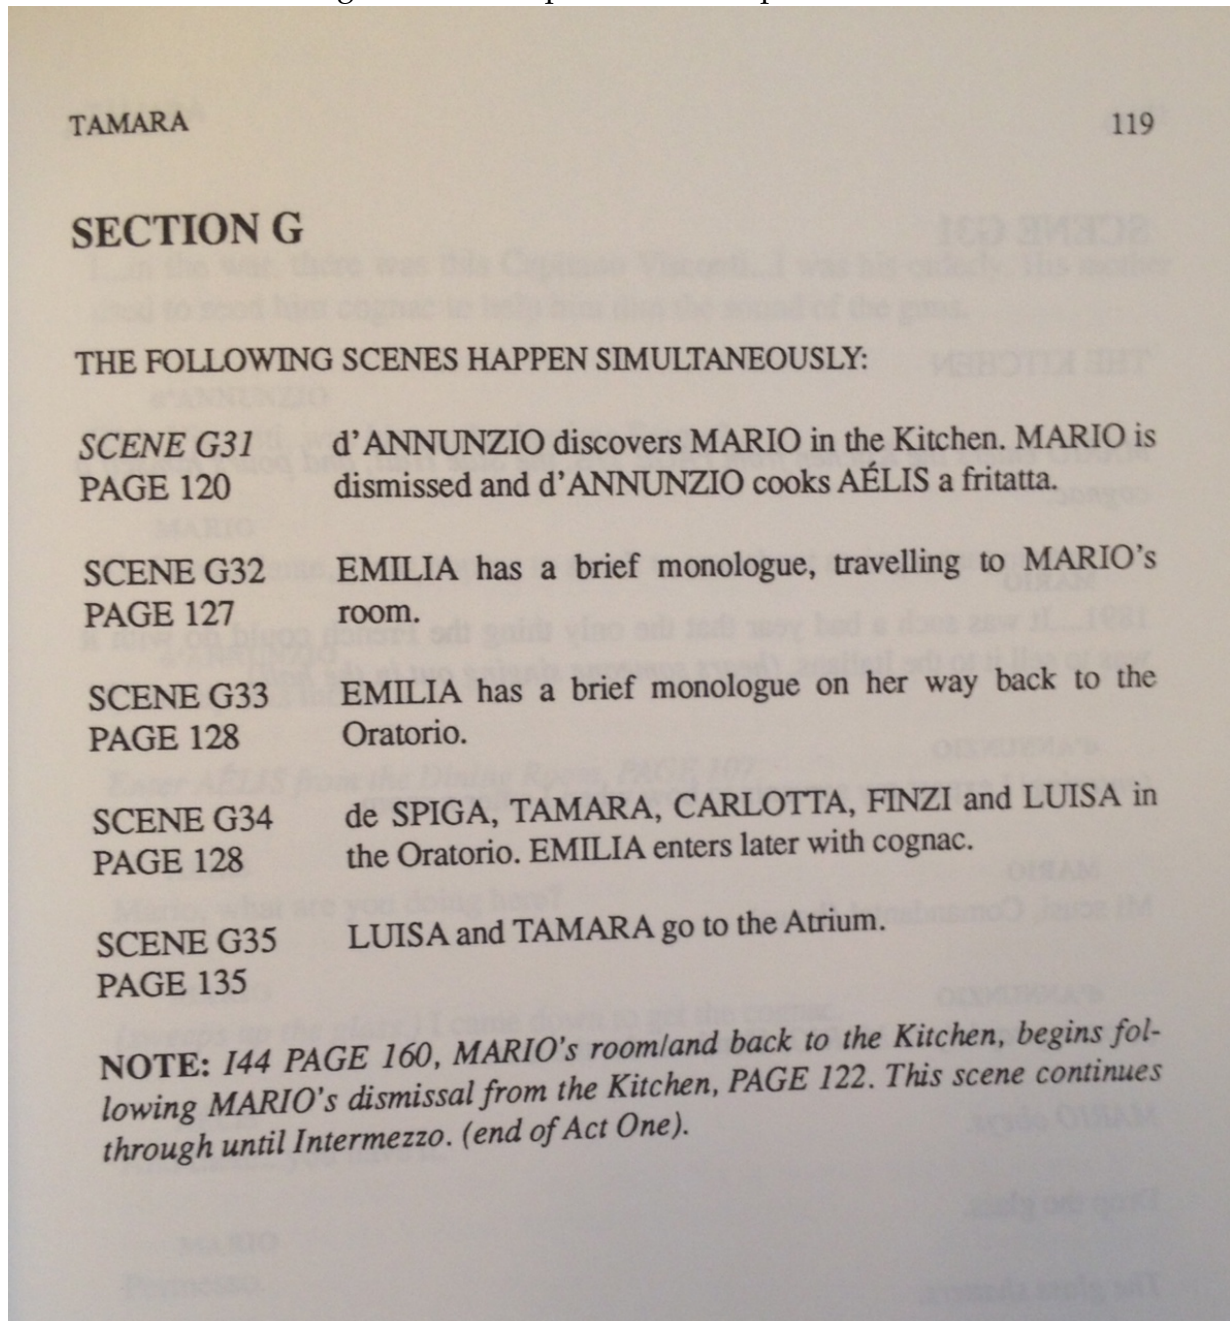 TAMARA 119
SECTION G
THE FOLLOWING SCENES HAPPEN SIMULTANEOUSLY:
SCENE G31 d'ANNUNZIO discovers MARIO in the Kitchen. MARIO is
PAGE 120 dismissed and d'ANNUNZIO cooks AÉLIS a fritatta.
SCENE G32 EMILIA has a brief monologue, travelling to MARIO's
PAGE 127 room.
SCENE G33 EMILIA has a brief monologue on her way back to the
PAGE 128 Oratorio.
SCENE G34 de SPIGA, TAMARA, CARLOTTA, FINZI and LUISA in
PAGE 128 the Oratorio. EMILIA enters later with cognac.
SCENE G35 LUISA and TAMARA go to the Atrium.
PAGE 135
NOTE: I44 PAGE 160, MARIO's room/and back to the Kitchen, begins fol-
lowing MARIO's dismissal from the Kitchen, PAGE 122. This scene continues
through until Intermezzo. (end of Act One).